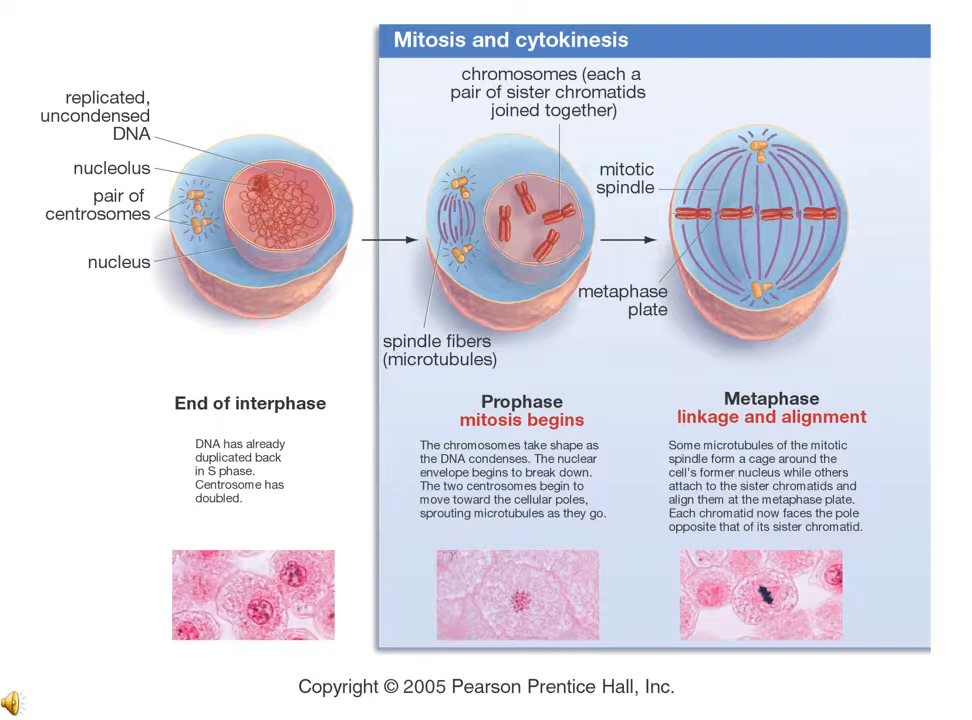 Mitosis and cytokinesis
replicated,
uncondensed
DNA
nucleolus
pair of
centrosomes
nucleus
chromosomes (each a
pair of sister chromatids
joined together)
spindle fibers
(microtubules)
mitotic
spindle
metaphase
plate
End of interphase
DNA has already
duplicated back
in S phase.
Centrosome has
doubled.
Prophase
mitosis begins
The chromosomes take shape as
the DNA condenses. The nuclear
envelope begins to break down.
The two centrosomes begin to
move toward the cellular poles,
sprouting microtubules as they go.
Metaphase
linkage and alignment
Some microtubules of the mitotic
spindle form a cage around the
cell's former nucleus while others
attach to the sister chromatids and
align them at the metaphase plate.
Each chromatid now faces the pole
opposite that of its sister chromatid.
Copyright © 2005 Pearson Prentice Hall, Inc.